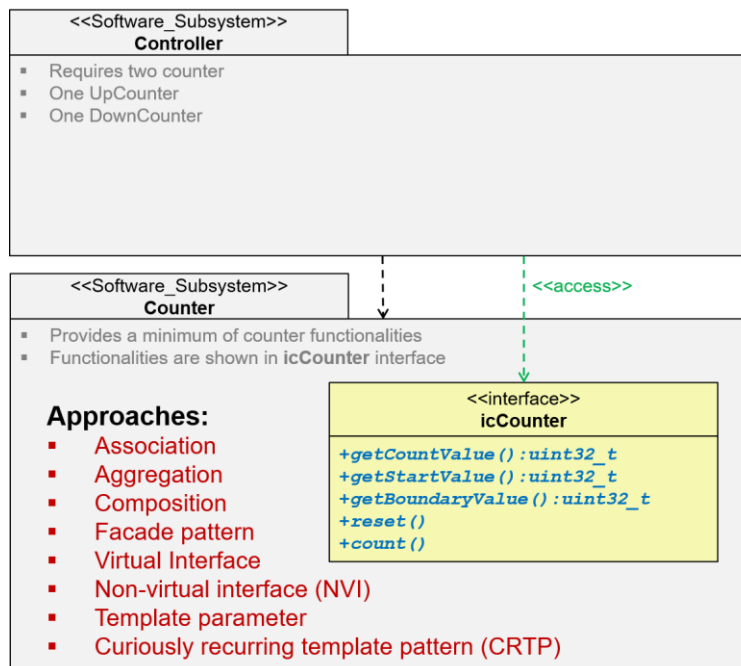 <<Software_Subsystem>>
Controller
▪ Requires two counter
▪ One UpCounter
▪ One DownCounter
<<Software_Subsystem>>
Counter
<<access>>
▪ Provides a minimum of counter functionalities
▪ Functionalities are shown in icCounter interface
Approaches:
▪ Association
▪ Aggregation
▪ Composition
▪ Facade pattern
▪ Virtual Interface
▪ Non-virtual interface (NVI)
▪ Template parameter
▪ Curiously recurring template pattern (CRTP)
<<interface>>
icCounter
+getCountValue():uint32_t
+getStartValue():uint32_t
+getBoundaryValue():uint32_t
+reset()
+count()